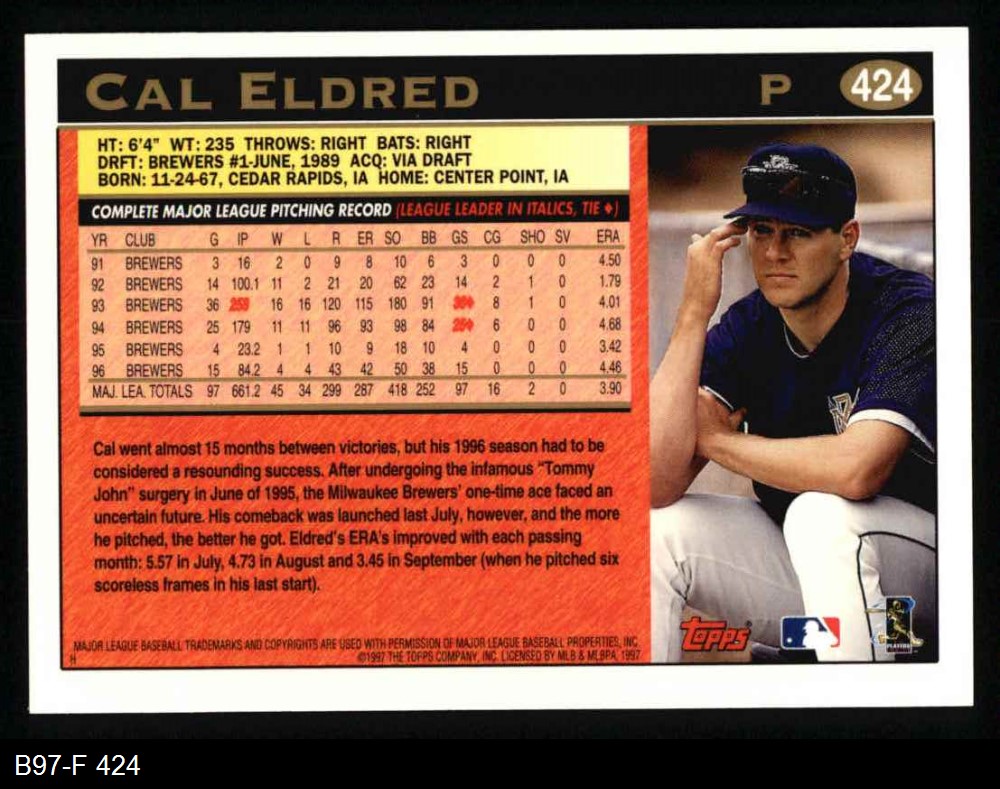 CAL ELDRED P 424
HT: 6'4" WT: 235 THROWS: RIGHT BATS: RIGHT
DRFT: BREWERS #1-JUNE, 1989 ACQ: VIA DRAFT
BORN: 11-24-67, CEDAR RAPIDS, IA HOME: CENTER POINT, IA
COMPLETE MAJOR LEAGUE PITCHING RECORD (LEAGUE LEADER IN ITALICS, TIE ♦)
YR CLUB G IP W L R ER SO BB GS CG SHO SV ERA
91 BREWERS 3 16 2 0 9 8 10 6 3 0 0 0 4.50
92 BREWERS 14 100.1 11 2 21 20 62 23 14 2 1 0 1.79
93 BREWERS 36 258 16 16 120 115 180 91 36♦ 8 1 0 4.01
94 BREWERS 25 179 11 11 96 93 98 84 25♦ 6 0 0 4.68
95 BREWERS 4 23.2 1 1 10 9 18 10 4 0 0 0 3.42
96 BREWERS 15 84.2 4 4 43 42 50 38 15 0 0 0 4.46
MAJ. LEA. TOTALS 97 661.2 45 34 299 287 418 252 97 16 2 0 3.90
Cal went almost 15 months between victories, but his 1996 season had to be
considered a resounding success. After undergoing the infamous "Tommy
John" surgery in June of 1995, the Milwaukee Brewers' one-time ace faced an
uncertain future. His comeback was launched last July, however, and the more
he pitched, the better he got. Eldred's ERA's improved with each passing
month: 5.57 in July, 4.73 in August and 3.45 in September (when he pitched six
scoreless frames in his last start).
MAJOR LEAGUE BASEBALL TRADEMARKS AND COPYRIGHTS ARE USED WITH PERMISSION OF MAJOR LEAGUE BASEBALL PROPERTIES, INC.
H ©1997 THE TOPPS COMPANY, INC. LICENSED BY MLB & MLBPA, 1997
TOPPS
PLAYERS
B97-F 424